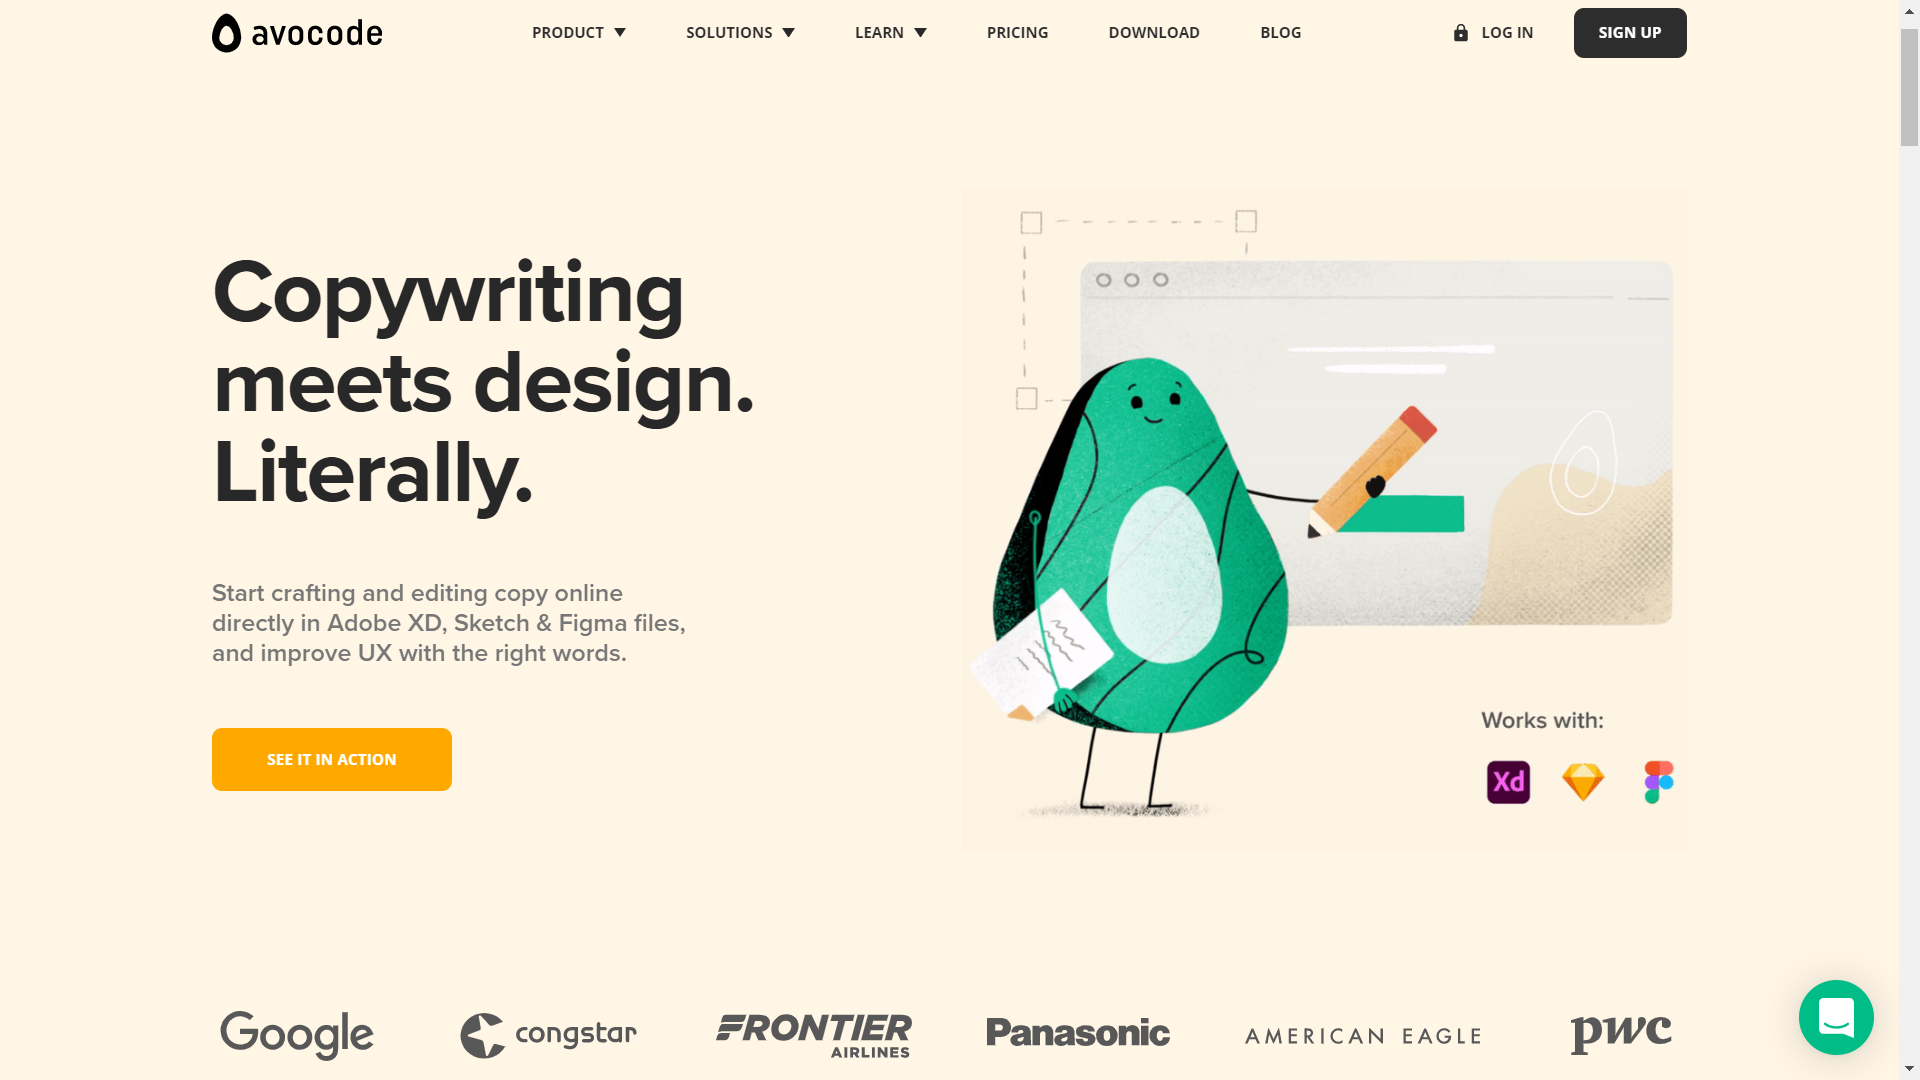 avocode
PRODUCT
SOLUTIONS
LEARN
PRICING
DOWNLOAD
BLOG
LOG IN
SIGN UP
Copywriting
meets design.
Literally.
Start crafting and editing copy online
directly in Adobe XD, Sketch & Figma files,
and improve UX with the right words.
SEE IT IN ACTION
Works with:
Xd
Google
congstar
FRONTIER
AIRLINES
Panasonic
AMERICAN EAGLE
pwc